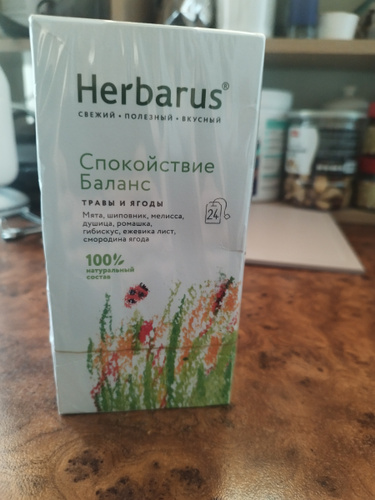 Herbarus®
СВЕЖИЙ • ПОЛЕЗНЫЙ • ВКУСНЫЙ
Спокойствие
Баланс
ТРАВЫ И ЯГОДЫ
Мята, шиповник, мелисса,
душица, ромашка,
гибискус, ежевика лист,
смородина ягода
24
100%
натуральный
состав